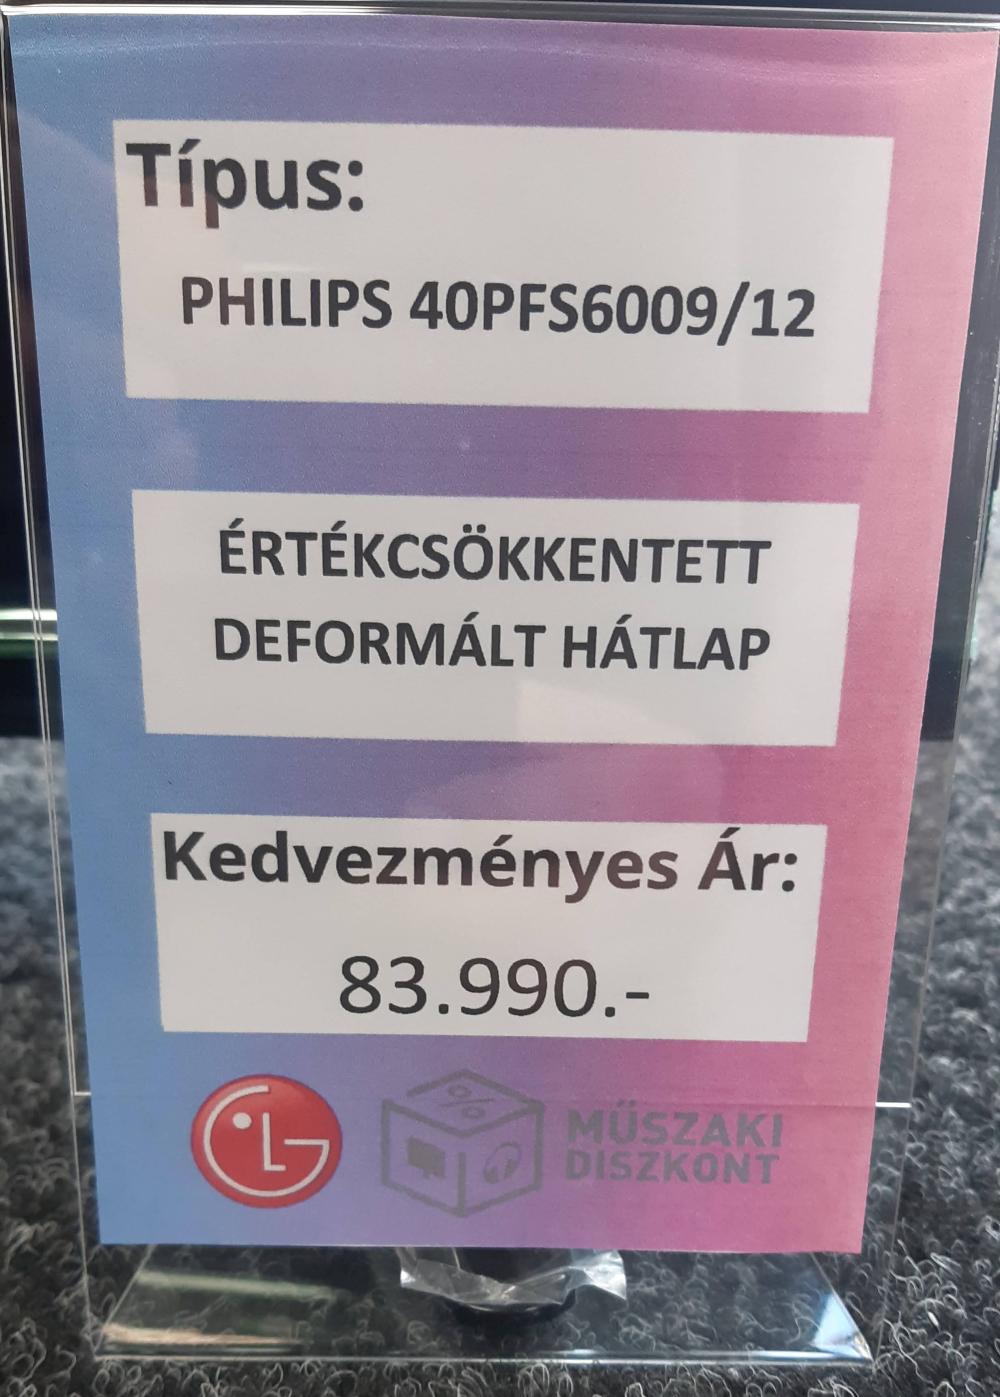 Típus:
PHILIPS 40PFS6009/12
ÉRTÉKCSÖKKENTETT
DEFORMÁLT HÁTLAP
Kedvezményes Ár:
83.990.-
LG
%
MŰSZAKI
DISZKONT